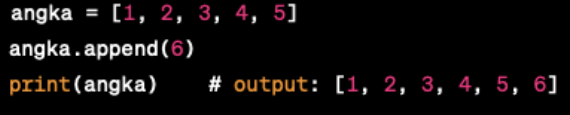 angka = [1, 2, 3, 4, 5]
angka.append(6)
print(angka)    # output: [1, 2, 3, 4, 5, 6]